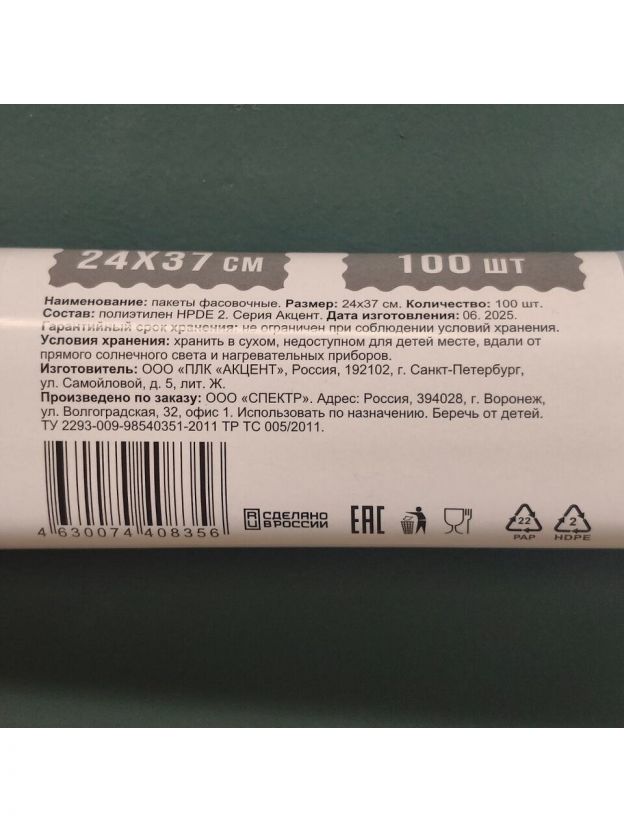 24Х37 СМ
100 ШТ
Наименование: пакеты фасовочные. Размер: 24х37 см. Количество: 100 шт.
Состав: полиэтилен HPDE 2. Серия Акцент. Дата изготовления: 06. 2025.
Гарантийный срок хранения: не ограничен при соблюдении условий хранения.
Условия хранения: хранить в сухом, недоступном для детей месте, вдали от
прямого солнечного света и нагревательных приборов.
Изготовитель: ООО «ПЛК «АКЦЕНТ», Россия, 192102, г. Санкт-Петербург,
ул. Самойловой, д. 5, лит. Ж.
Произведено по заказу: ООО «СПЕКТР». Адрес: Россия, 394028, г. Воронеж,
ул. Волгоградская, 32, офис 1. Использовать по назначению. Беречь от детей.
ТУ 2293-009-98540351-2011 ТР ТС 005/2011.
4 630074 408356
СДЕЛАНО
В РОССИИ
ЕАС
22
PAP
2
HDPE